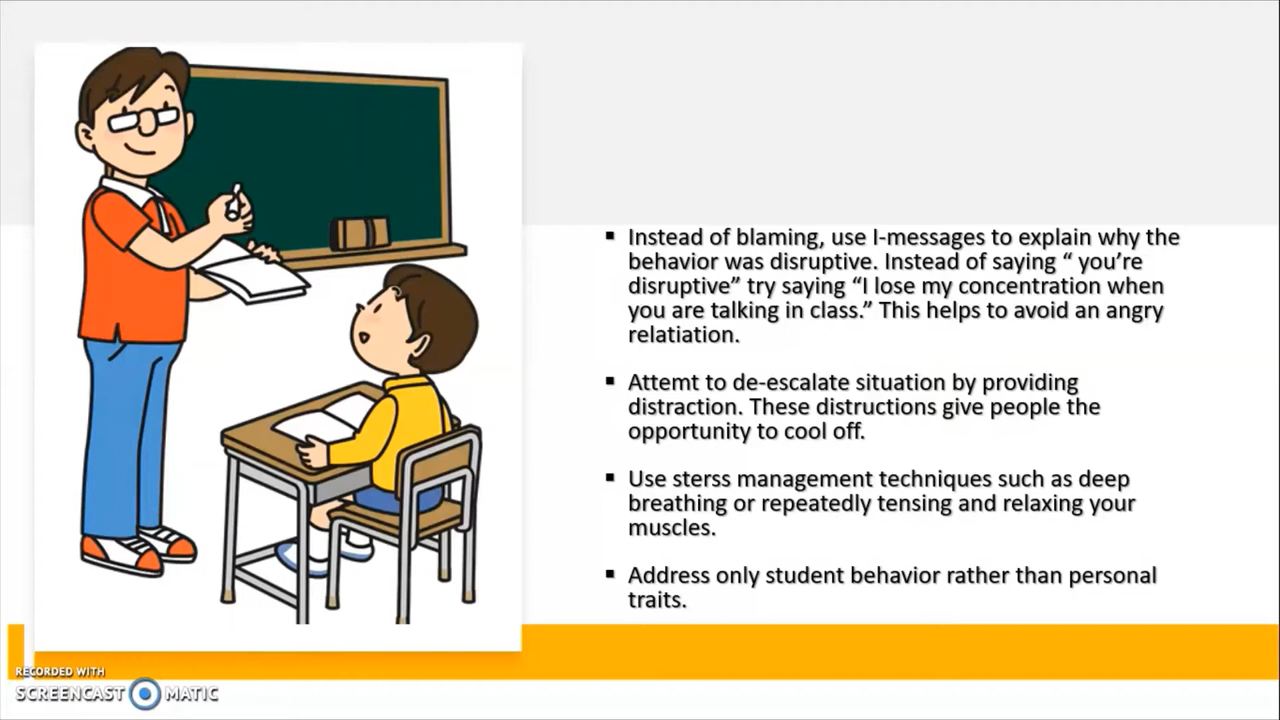 ▪ Instead of blaming, use I-messages to explain why the
behavior was disruptive. Instead of saying “ you’re
disruptive” try saying “I lose my concentration when
you are talking in class.” This helps to avoid an angry
relatiation.
▪ Attemt to de-escalate situation by providing
distraction. These distructions give people the
opportunity to cool off.
▪ Use sterss management techniques such as deep
breathing or repeatedly tensing and relaxing your
muscles.
▪ Address only student behavior rather than personal
traits.
RECORDED WITH
SCREENCAST MATIC